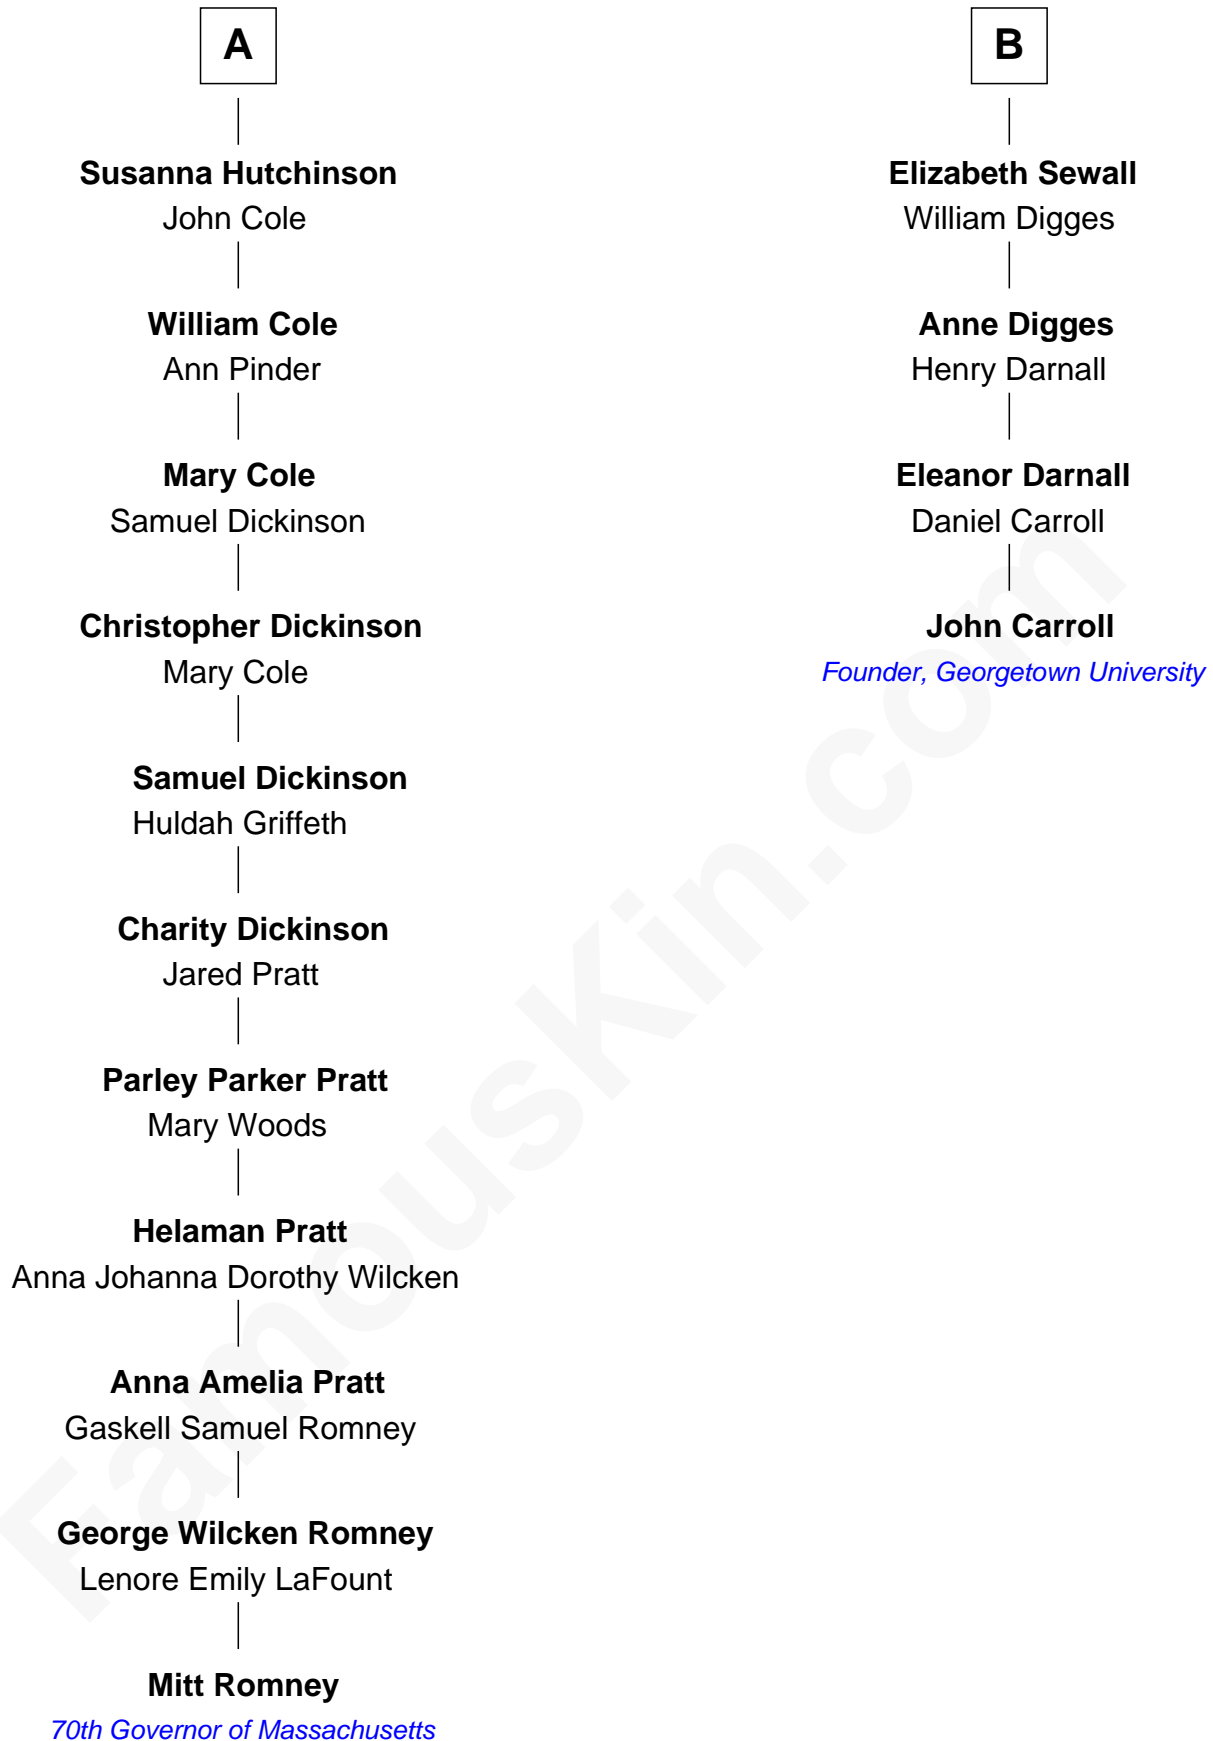 A
Susanna Hutchinson
John Cole
William Cole
Ann Pinder
Mary Cole
Samuel Dickinson
Christopher Dickinson
Mary Cole
Samuel Dickinson
Huldah Griffeth
Charity Dickinson
Jared Pratt
Parley Parker Pratt
Mary Woods
Helaman Pratt
Anna Johanna Dorothy Wilcken
Anna Amelia Pratt
Gaskell Samuel Romney
George Wilcken Romney
Lenore Emily LaFount
Mitt Romney
70th Governor of Massachusetts
B
Elizabeth Sewall
William Digges
Anne Digges
Henry Darnall
Eleanor Darnall
Daniel Carroll
John Carroll
Founder, Georgetown University
FamousKin.com